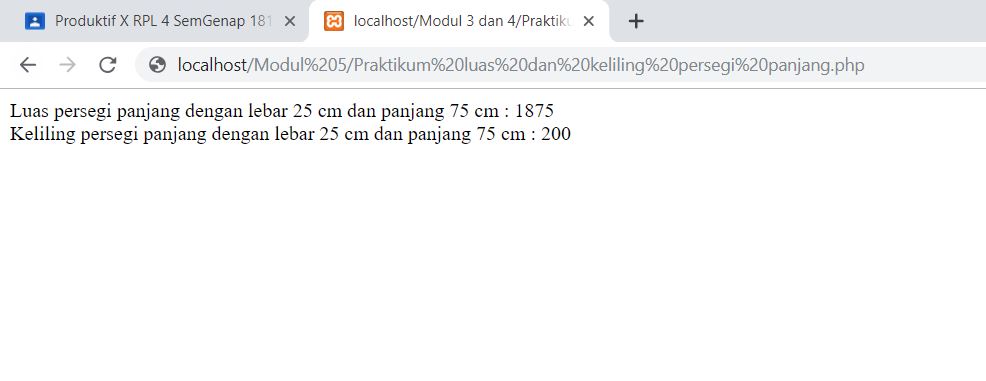 Produktif X RPL 4 SemGenap 181
localhost/Modul 3 dan 4/Praktiku
localhost/Modul%205/Praktikum%20luas%20dan%20keliling%20persegi%20panjang.php
Luas persegi panjang dengan lebar 25 cm dan panjang 75 cm : 1875
Keliling persegi panjang dengan lebar 25 cm dan panjang 75 cm : 200